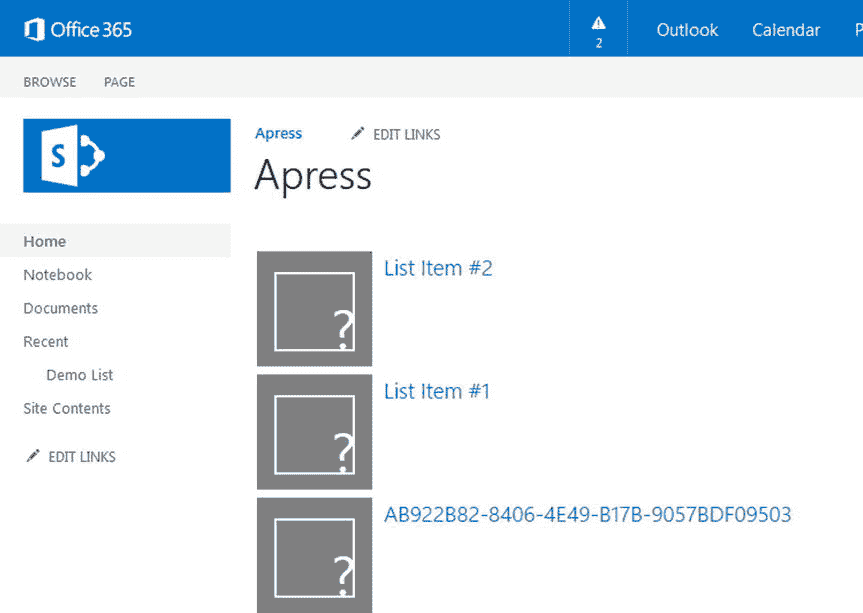 Office 365
2
Outlook
Calendar
P
BROWSE
PAGE
S
Apress
EDIT LINKS
Apress
Home
Notebook
Documents
Recent
Demo List
Site Contents
EDIT LINKS
?
List Item #2
?
List Item #1
?
AB922B82-8406-4E49-B17B-9057BDF09503